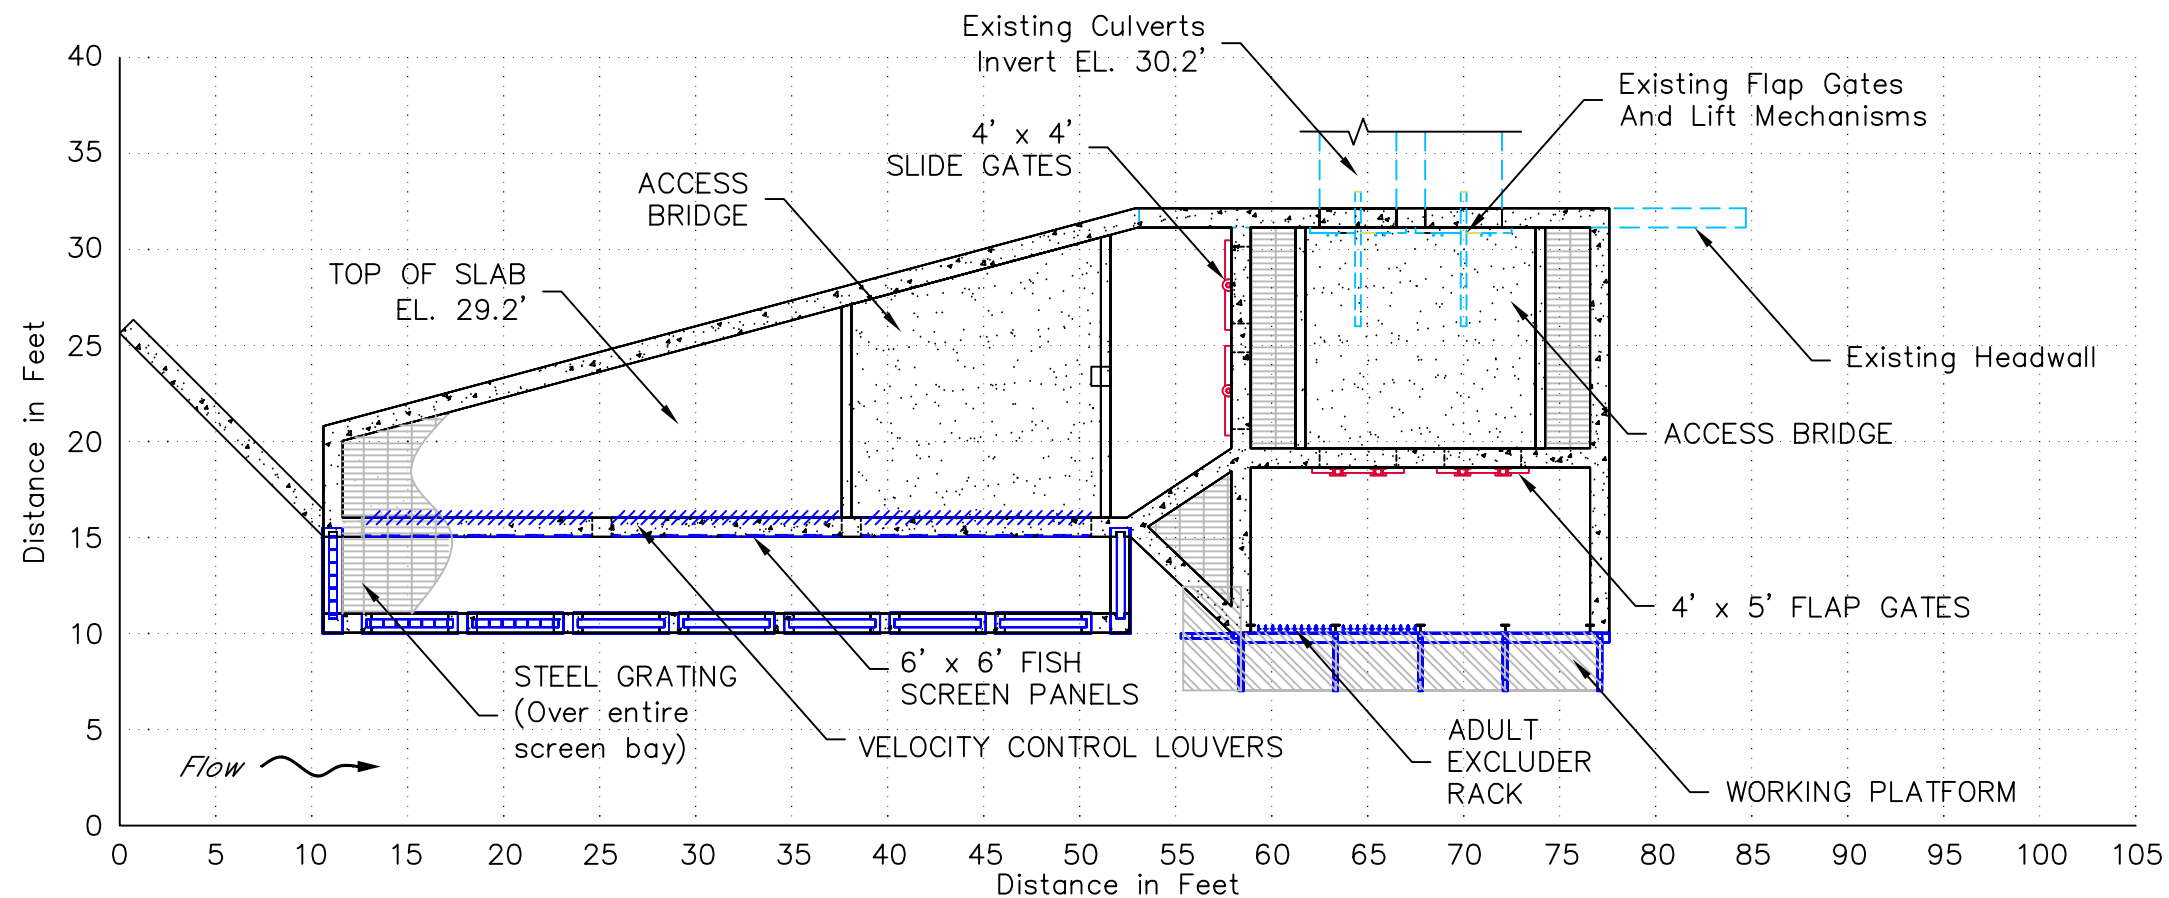 Existing Culverts
Invert EL. 30.2'
Existing Flap Gates
And Lift Mechanisms
4' x 4'
SLIDE GATES
ACCESS
BRIDGE
TOP OF SLAB
EL. 29.2'
Existing Headwall
ACCESS BRIDGE
4' x 5' FLAP GATES
6' x 6' FISH
SCREEN PANELS
STEEL GRATING
(Over entire
screen bay)
VELOCITY CONTROL LOUVERS
ADULT
EXCLUDER
RACK
WORKING PLATFORM
Flow
Distance in Feet
40
35
30
25
20
15
10
5
0
0 5 10 15 20 25 30 35 40 45 50 55 60 65 70 75 80 85 90 95 100 105
Distance in Feet